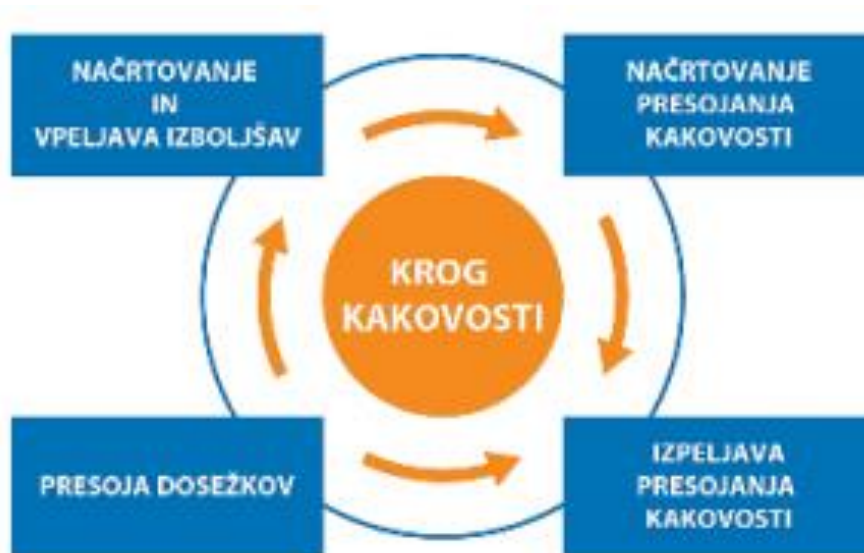 NAČRTOVANJE
IN
VPELJAVA IZBOLJŠAV
NAČRTOVANJE
PRESOJANJA
KAKOVOSTI
KROG
KAKOVOSTI
PRESOJA DOSEŽKOV
IZPELJAVA
PRESOJANJA
KAKOVOSTI